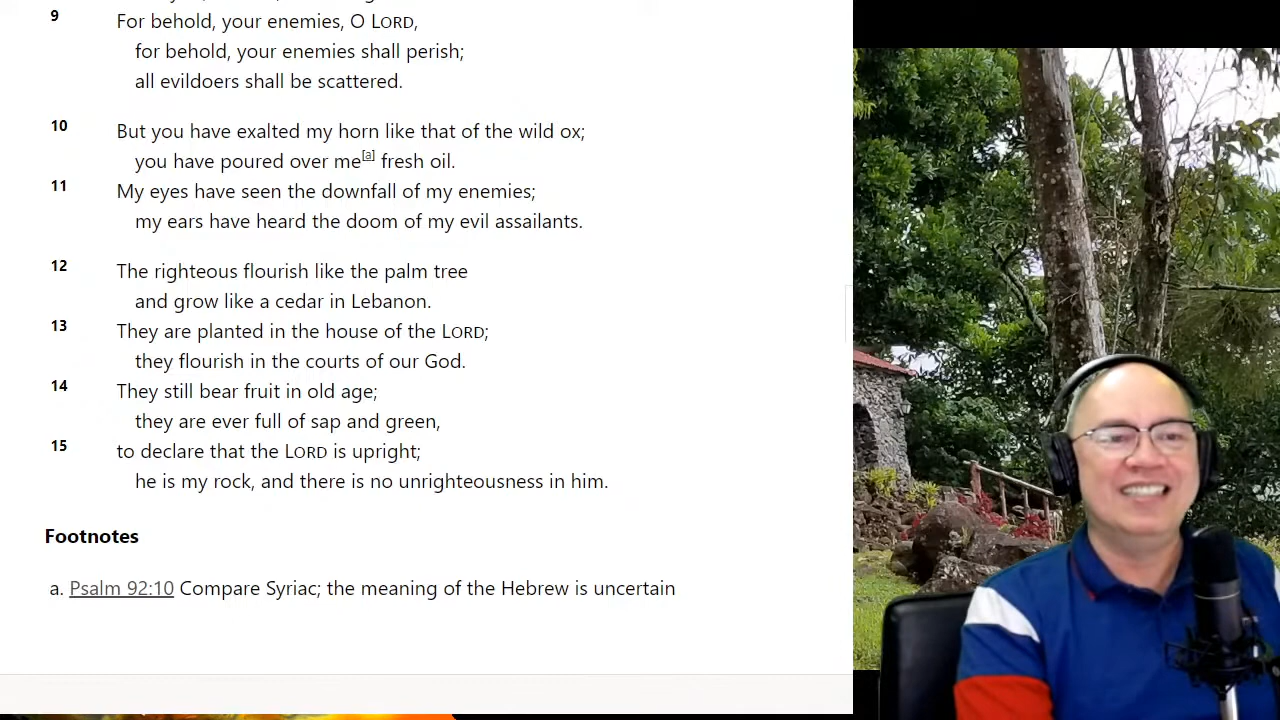 9 For behold, your enemies, O LORD,
for behold, your enemies shall perish;
all evildoers shall be scattered.
10 But you have exalted my horn like that of the wild ox;
you have poured over me[a] fresh oil.
11 My eyes have seen the downfall of my enemies;
my ears have heard the doom of my evil assailants.
12 The righteous flourish like the palm tree
and grow like a cedar in Lebanon.
13 They are planted in the house of the LORD;
they flourish in the courts of our God.
14 They still bear fruit in old age;
they are ever full of sap and green,
15 to declare that the LORD is upright;
he is my rock, and there is no unrighteousness in him.
Footnotes
a. Psalm 92:10 Compare Syriac; the meaning of the Hebrew is uncertain